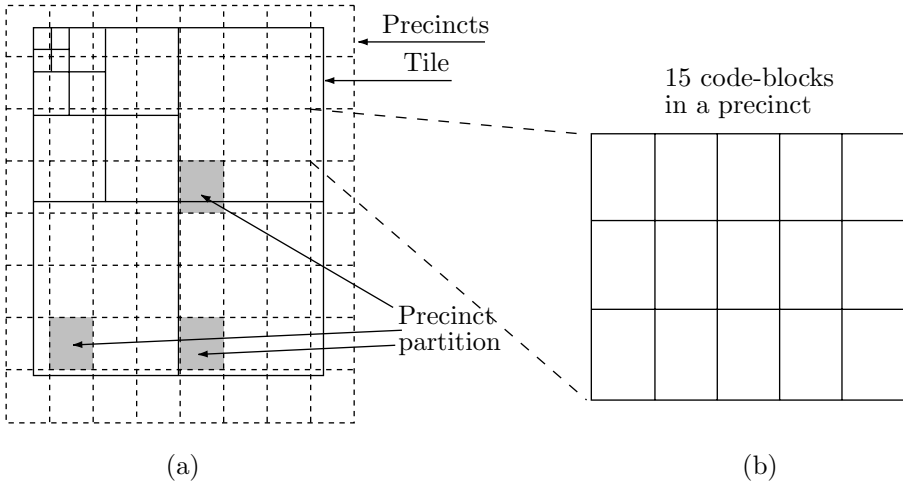 Precincts
Tile
15 code-blocks
in a precinct
Precinct
partition
(a)
(b)